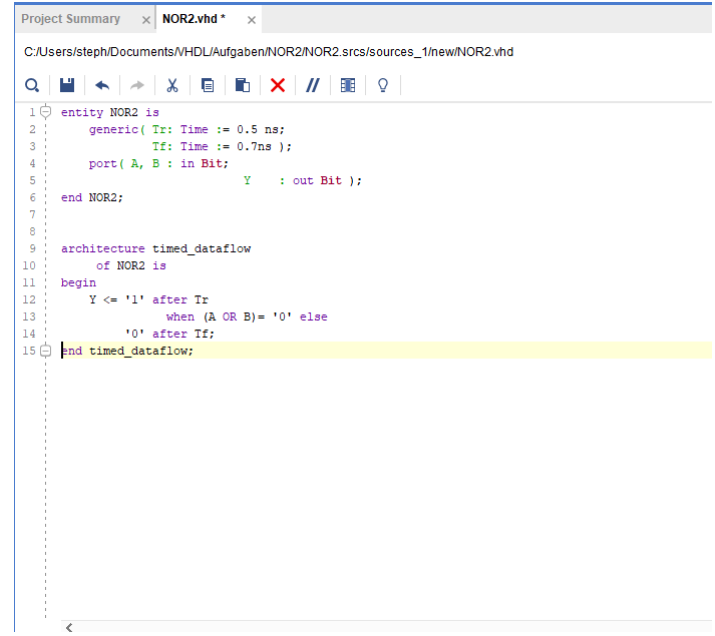 Project Summary × NOR2.vhd * ×
C:/Users/steph/Documents/VHDL/Aufgaben/NOR2/NOR2.srcs/sources_1/new/NOR2.vhd
1 entity NOR2 is
2 generic( Tr: Time := 0.5 ns;
3 Tf: Time := 0.7ns );
4 port( A, B : in Bit;
5 Y : out Bit );
6 end NOR2;
7
8
9 architecture timed_dataflow
10 of NOR2 is
11 begin
12 Y <= '1' after Tr
13 when (A OR B)= '0' else
14 '0' after Tf;
15 end timed_dataflow;